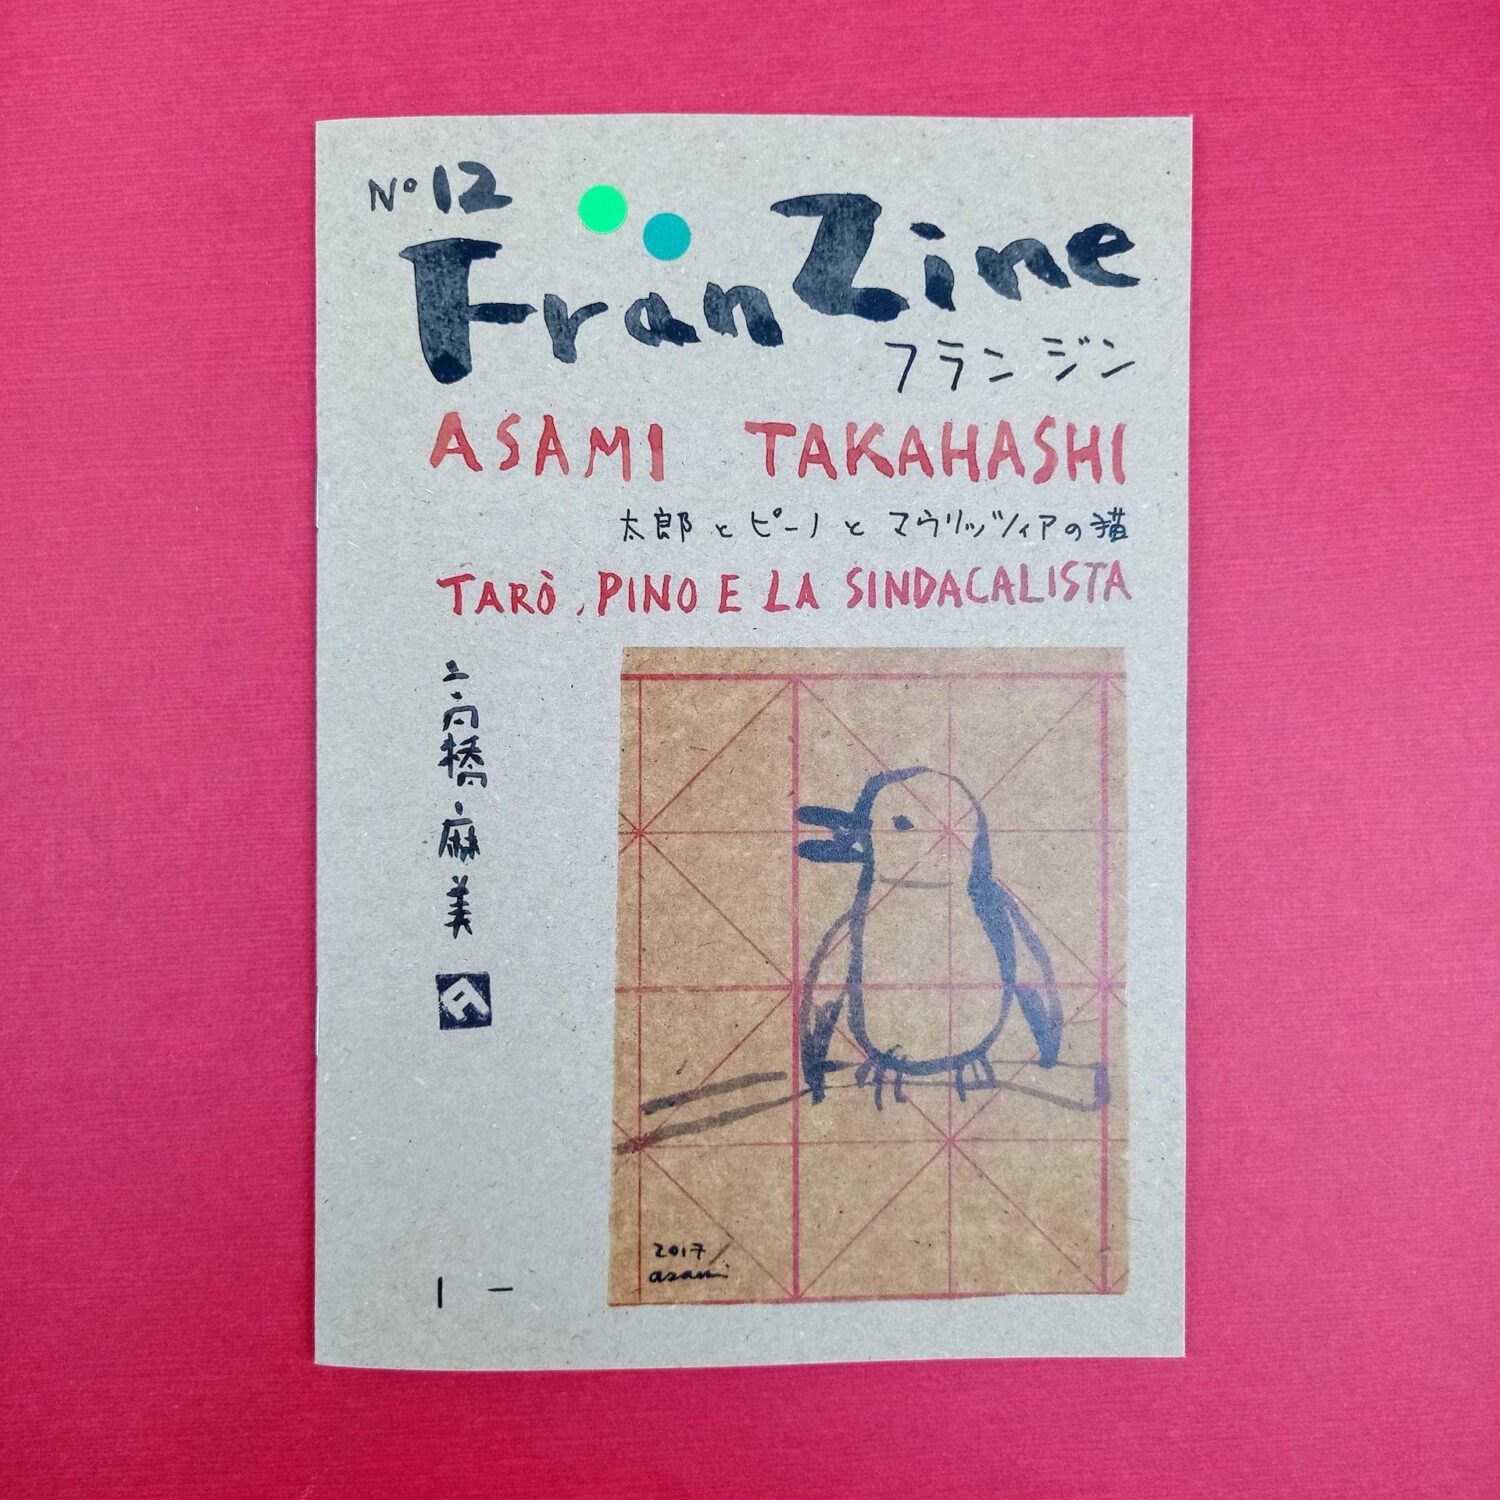 Nº 12
FranZine
フランジン
ASAMI TAKAHASHI
太郎とピーノとマウリッツィアの猫
TARÒ, PINO E LA SINDACALISTA
高橋麻美
2017/
asami